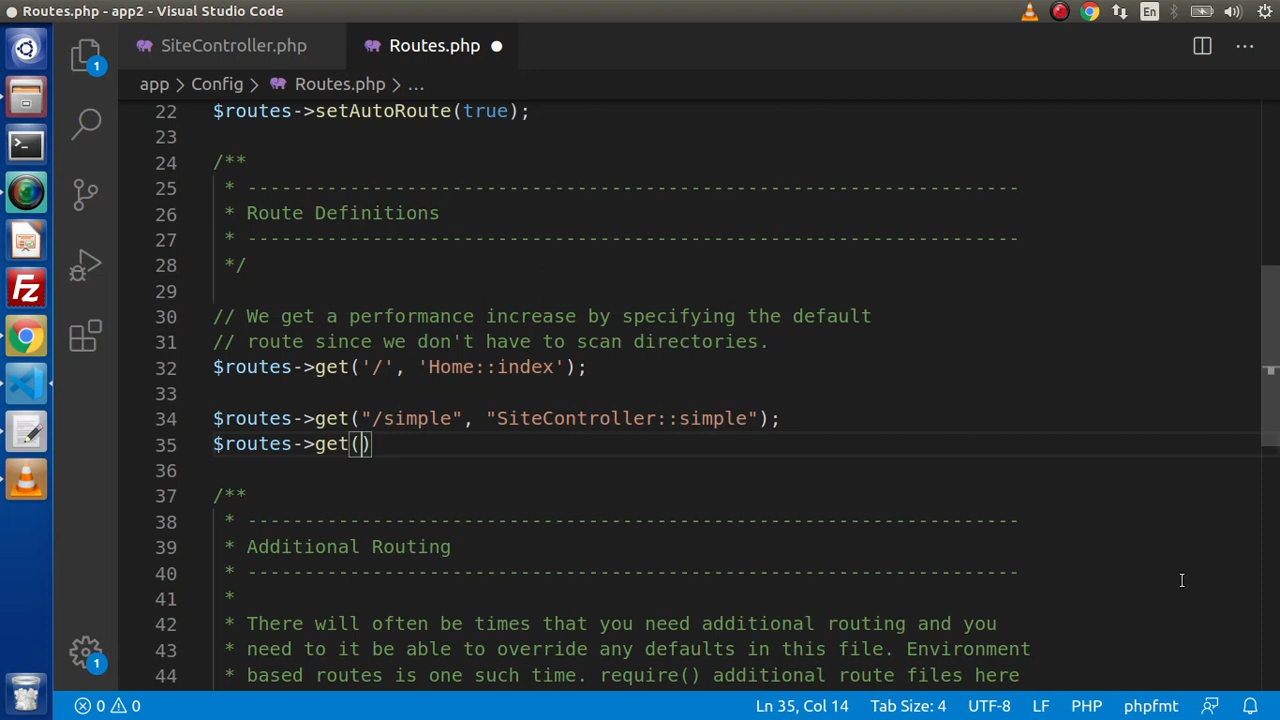 Routes.php - app2 - Visual Studio Code
En
SiteController.php
Routes.php
app > Config > Routes.php > ...
22 $routes->setAutoRoute(true);
23
24 /**
25 * --------------------------------------------------------------------
26 * Route Definitions
27 * --------------------------------------------------------------------
28 */
29
30 // We get a performance increase by specifying the default
31 // route since we don't have to scan directories.
32 $routes->get('/', 'Home::index');
33
34 $routes->get("/simple", "SiteController::simple");
35 $routes->get()
36
37 /**
38 * --------------------------------------------------------------------
39 * Additional Routing
40 * --------------------------------------------------------------------
41 *
42 * There will often be times that you need additional routing and you
43 * need to it be able to override any defaults in this file. Environment
44 * based routes is one such time. require() additional route files here
1
1
0 0 Ln 35, Col 14 Tab Size: 4 UTF-8 LF PHP phpfmt